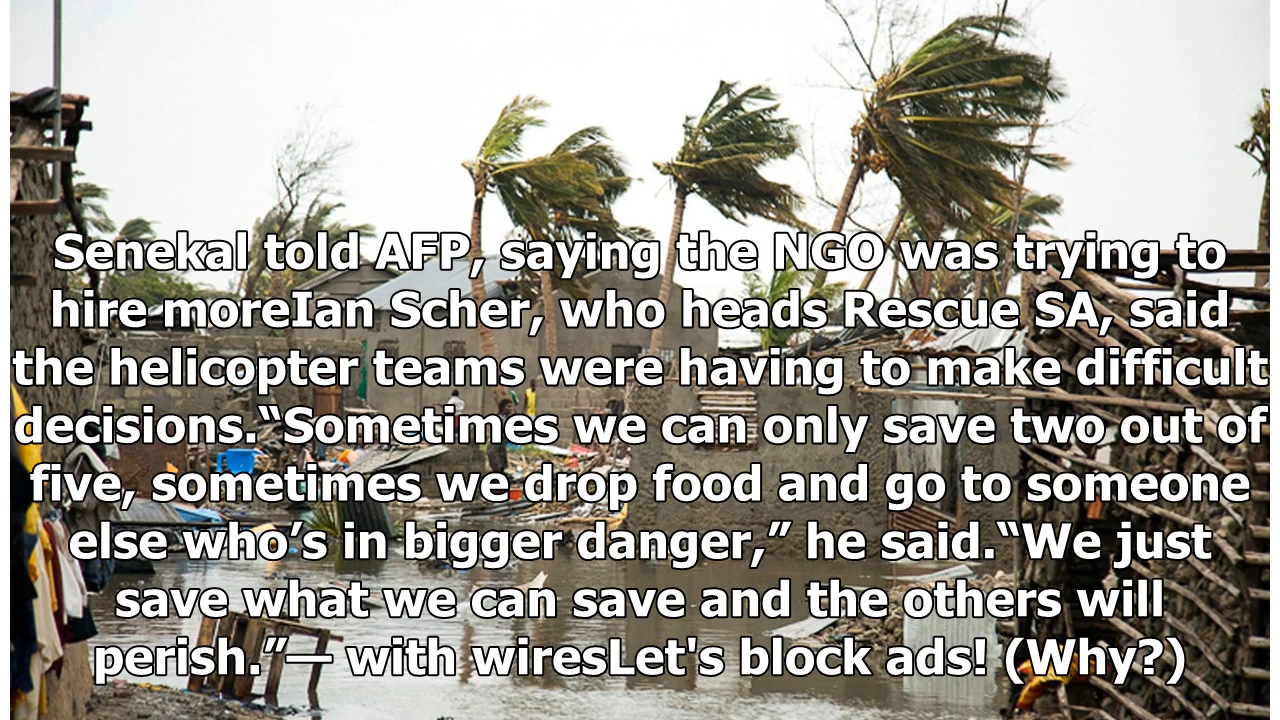 Senekal told AFP, saying the NGO was trying to
hire moreIan Scher, who heads Rescue SA, said
the helicopter teams were having to make difficult
decisions.“Sometimes we can only save two out of
five, sometimes we drop food and go to someone
else who’s in bigger danger,” he said.“We just
save what we can save and the others will
perish.”— with wiresLet's block ads! (Why?)